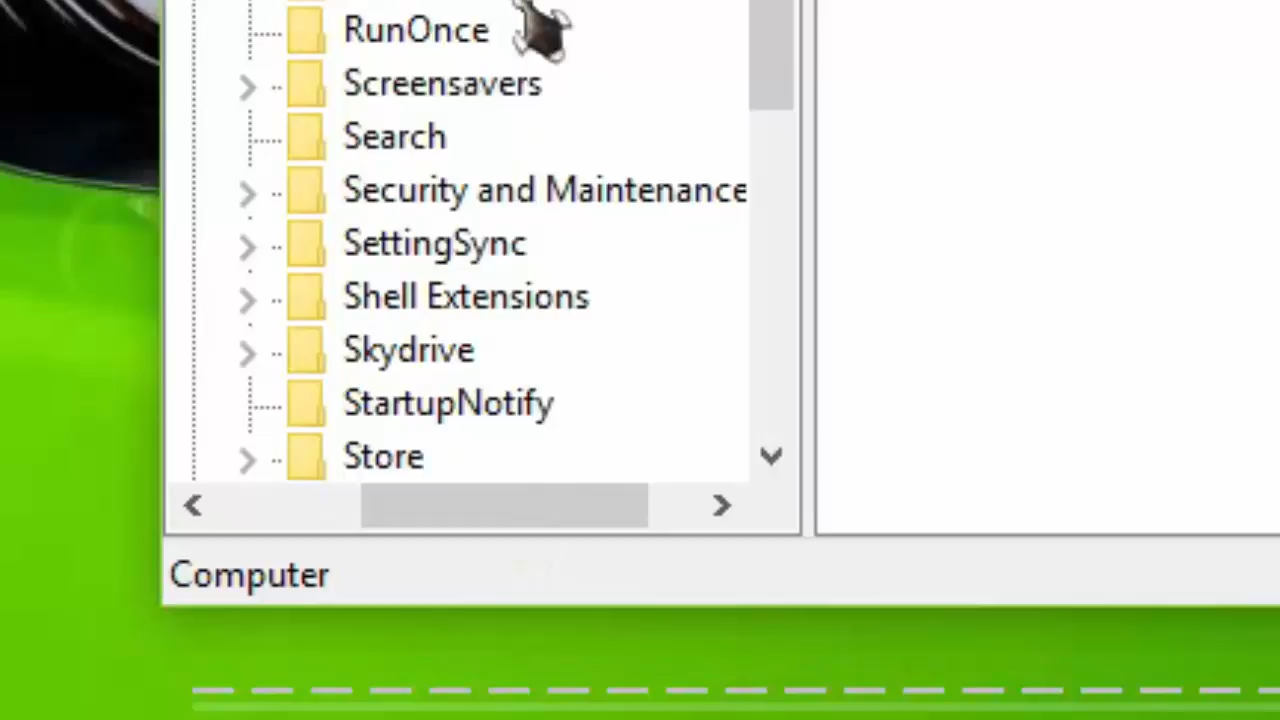 RunOnce
Screensavers
Search
Security and Maintenance
SettingSync
Shell Extensions
Skydrive
StartupNotify
Store
Computer